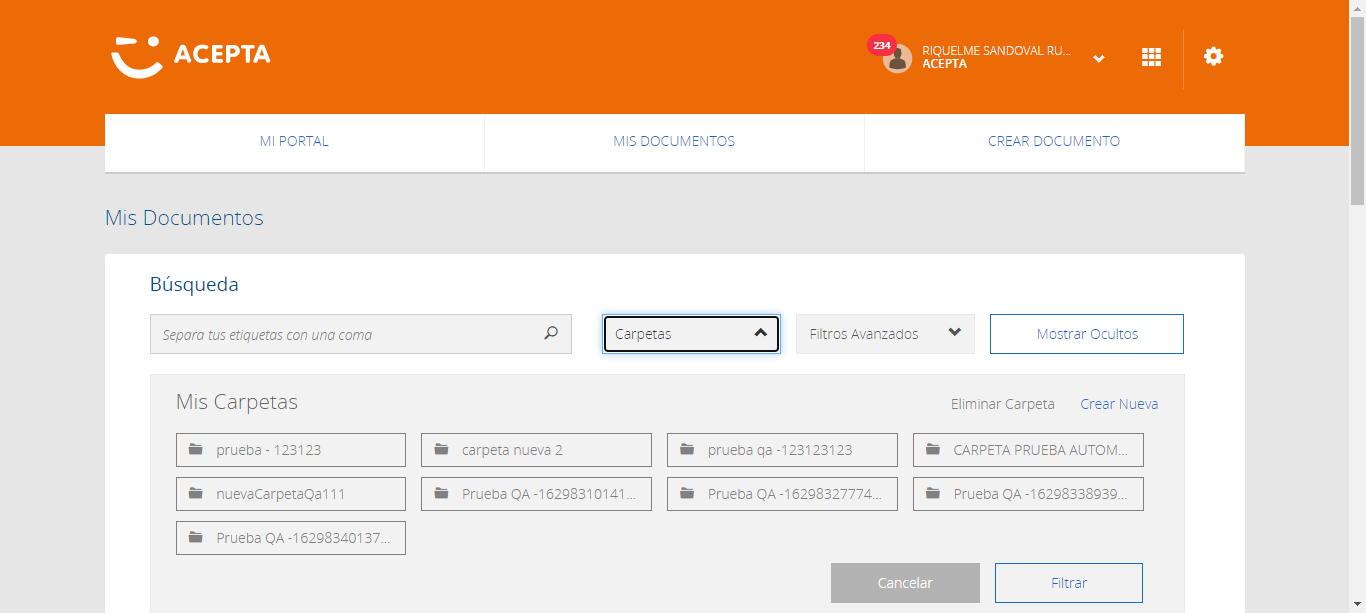 ACEPTA
234
RIQUELME SANDOVAL RU...
ACEPTA
MI PORTAL
MIS DOCUMENTOS
CREAR DOCUMENTO
Mis Documentos
Búsqueda
Separa tus etiquetas con una coma
Carpetas
Filtros Avanzados
Mostrar Ocultos
Mis Carpetas
Eliminar Carpeta
Crear Nueva
prueba - 123123
carpeta nueva 2
prueba qa -123123123
CARPETA PRUEBA AUTOM...
nuevaCarpetaQa111
Prueba QA -16298310141...
Prueba QA -16298327774...
Prueba QA -16298338939...
Prueba QA -16298340137...
Cancelar
Filtrar